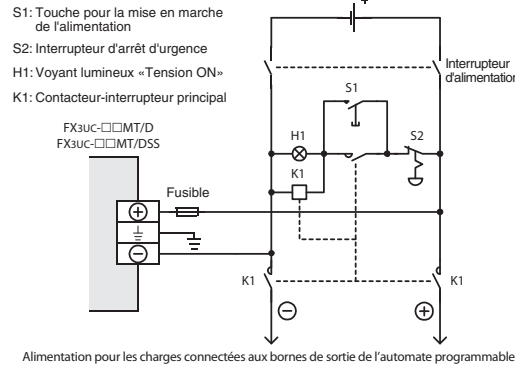 S1: Touche pour la mise en marche
de l'alimentation
S2: Interrupteur d'arrêt d'urgence
H1: Voyant lumineux «Tension ON»
K1: Contacteur-interrupteur principal
FX3UC-□□MT/D
FX3UC-□□MT/DSS
Fusible
+
Interrupteur
d'alimentation
S1
H1
S2
K1
K1
K1
Alimentation pour les charges connectées aux bornes de sortie de l'automate programmable